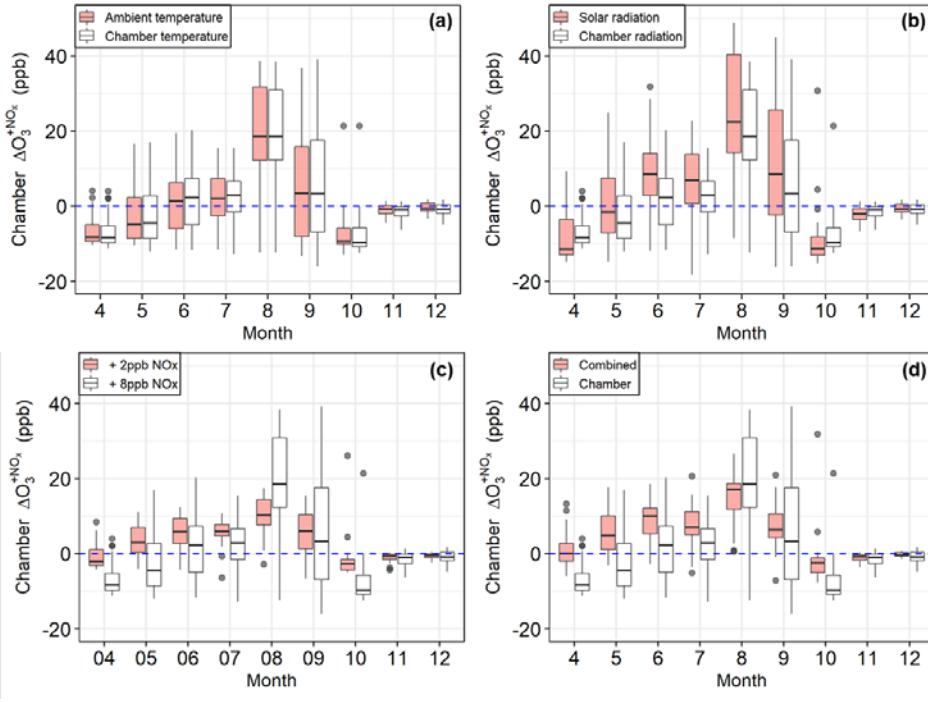 Ambient temperature
Chamber temperature
(a)
Chamber ΔO₃⁺ᴺᴼˣ (ppb)
40
20
0
-20
4 5 6 7 8 9 10 11 12
Month
Solar radiation
Chamber radiation
(b)
Chamber ΔO₃⁺ᴺᴼˣ (ppb)
40
20
0
-20
4 5 6 7 8 9 10 11 12
Month
+ 2ppb NOx
+ 8ppb NOx
(c)
Chamber ΔO₃⁺ᴺᴼˣ (ppb)
40
20
0
-20
04 05 06 07 08 09 10 11 12
Month
Combined
Chamber
(d)
Chamber ΔO₃⁺ᴺᴼˣ (ppb)
40
20
0
-20
4 5 6 7 8 9 10 11 12
Month